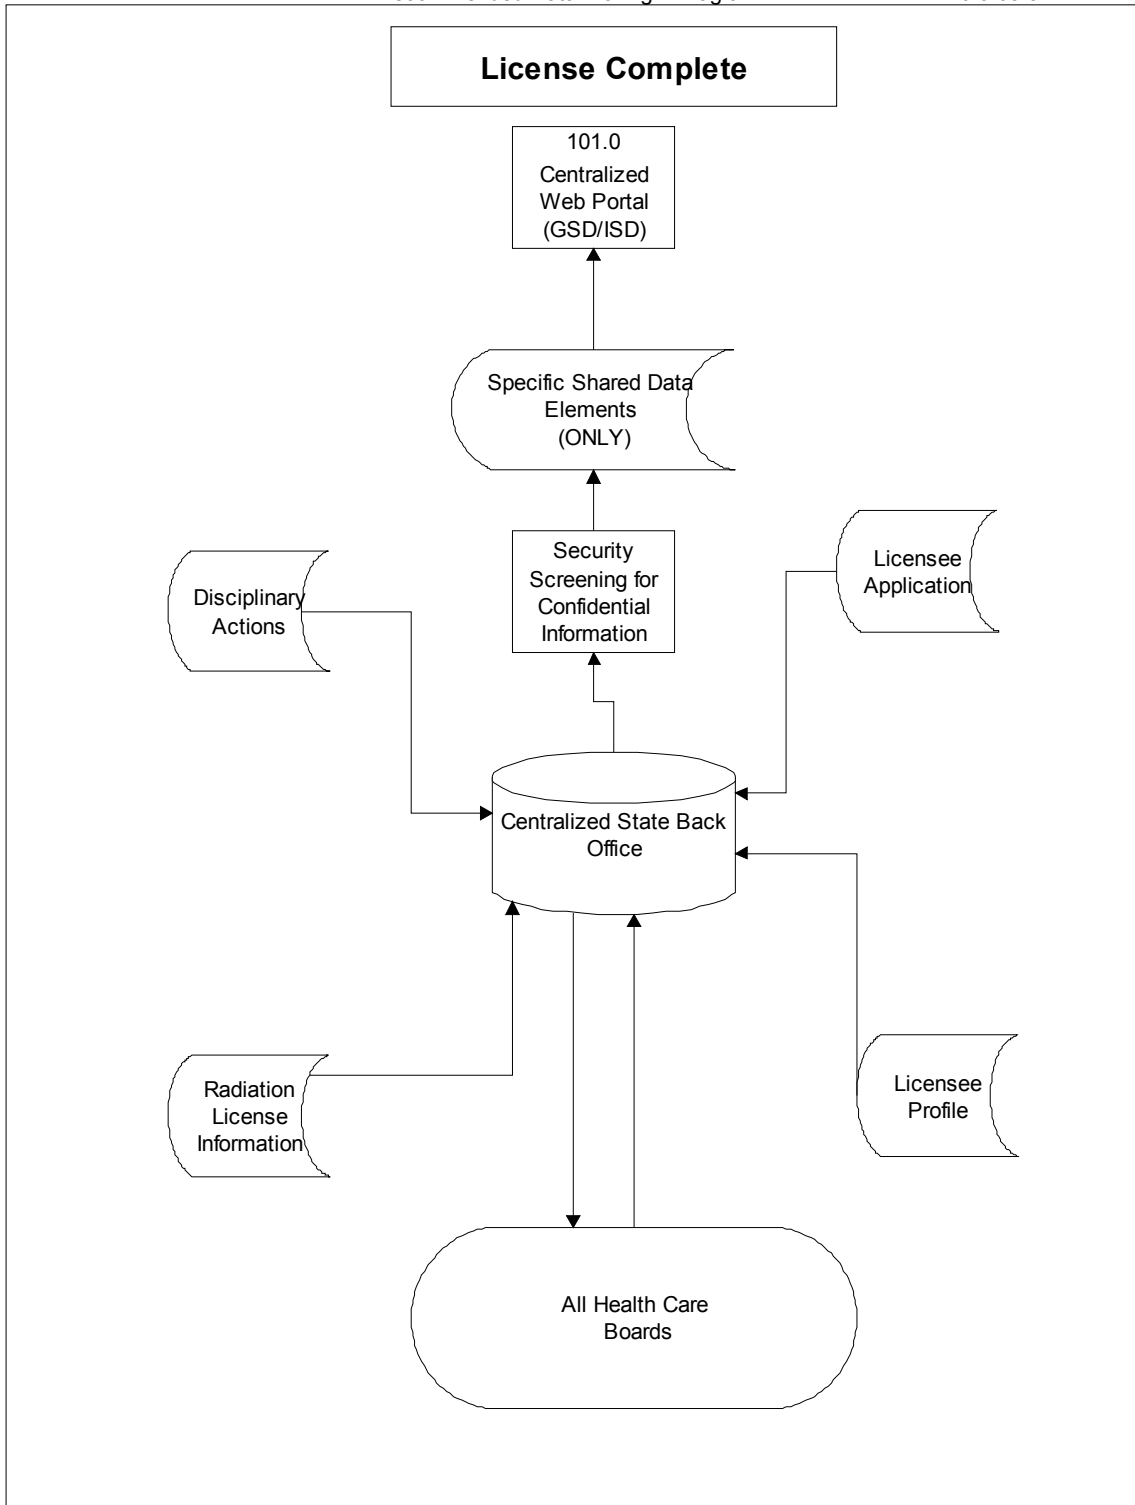 License Complete
101.0
Centralized
Web Portal
(GSD/ISD)
Specific Shared Data
Elements
(ONLY)
Security
Screening for
Confidential
Information
Licensee
Application
Disciplinary
Actions
Centralized State Back
Office
Radiation
License
Information
Licensee
Profile
All Health Care
Boards